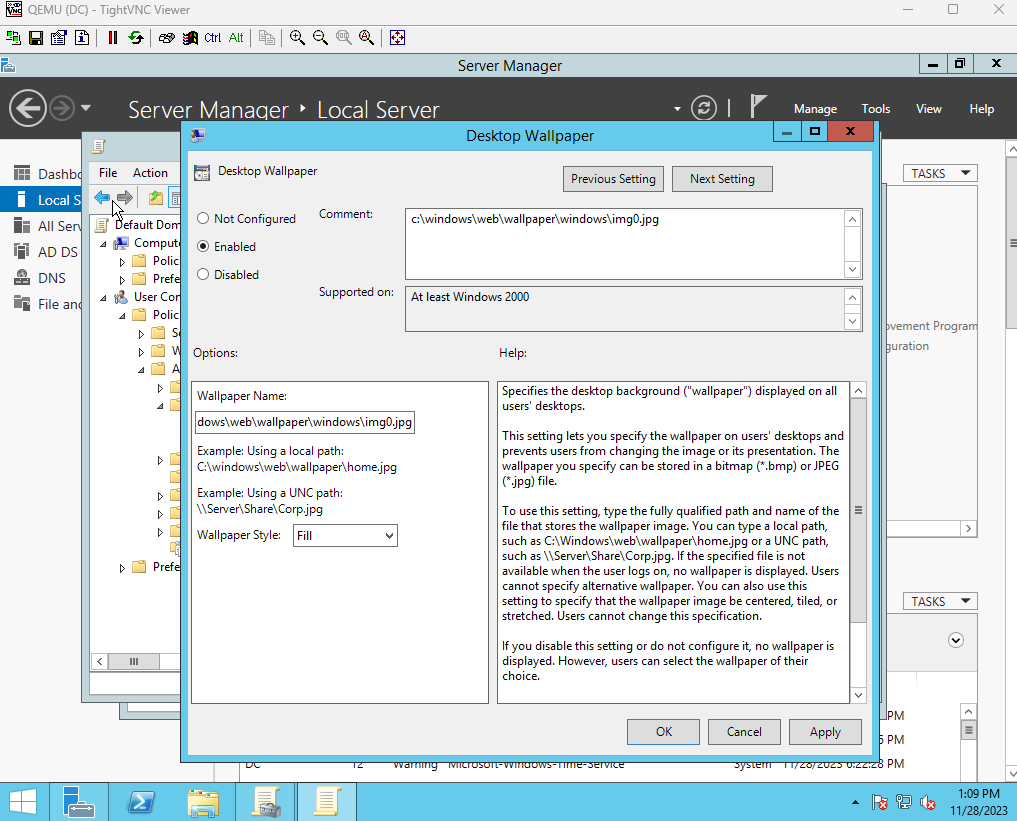 QEMU (DC) - TightVNC Viewer
Ctrl Alt
Server Manager
Server Manager ‣ Local Server
Manage Tools View Help
Desktop Wallpaper
File Action
Desktop Wallpaper
Previous Setting Next Setting
TASKS
Local S
All Serv
AD DS
DNS
File and
Default Dom
Compute
Polic
Prefe
User Con
Polic
S
W
A
Prefe
Not Configured
Enabled
Disabled
Comment:
c:\windows\web\wallpaper\windows\img0.jpg
Supported on:
At least Windows 2000
ovement Program
guration
Options:
Help:
Wallpaper Name:
dows\web\wallpaper\windows\img0.jpg
Example: Using a local path:
C:\windows\web\wallpaper\home.jpg
Example: Using a UNC path:
\\Server\Share\Corp.jpg
Wallpaper Style: Fill
Specifies the desktop background ("wallpaper") displayed on all
users' desktops.
This setting lets you specify the wallpaper on users' desktops and
prevents users from changing the image or its presentation. The
wallpaper you specify can be stored in a bitmap (*.bmp) or JPEG
(*.jpg) file.
To use this setting, type the fully qualified path and name of the
file that stores the wallpaper image. You can type a local path,
such as C:\Windows\web\wallpaper\home.jpg or a UNC path,
such as \\Server\Share\Corp.jpg. If the specified file is not
available when the user logs on, no wallpaper is displayed. Users
cannot specify alternative wallpaper. You can also use this
setting to specify that the wallpaper image be centered, tiled, or
stretched. Users cannot change this specification.
If you disable this setting or do not configure it, no wallpaper is
displayed. However, users can select the wallpaper of their
choice.
TASKS
OK Cancel Apply
PM
PM
DC 12 Warning Microsoft-Windows-Time-Service System 11/28/2023 6:22:28 PM
1:09 PM
11/28/2023